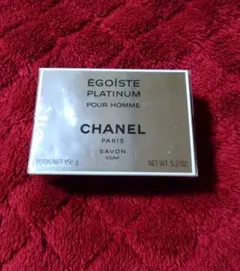 ÉGOÏSTE
PLATINUM
POUR HOMME
CHANEL
PARIS
SAVON
SOAP
POIDS NET 150 g NET WT. 5.2 OZ.